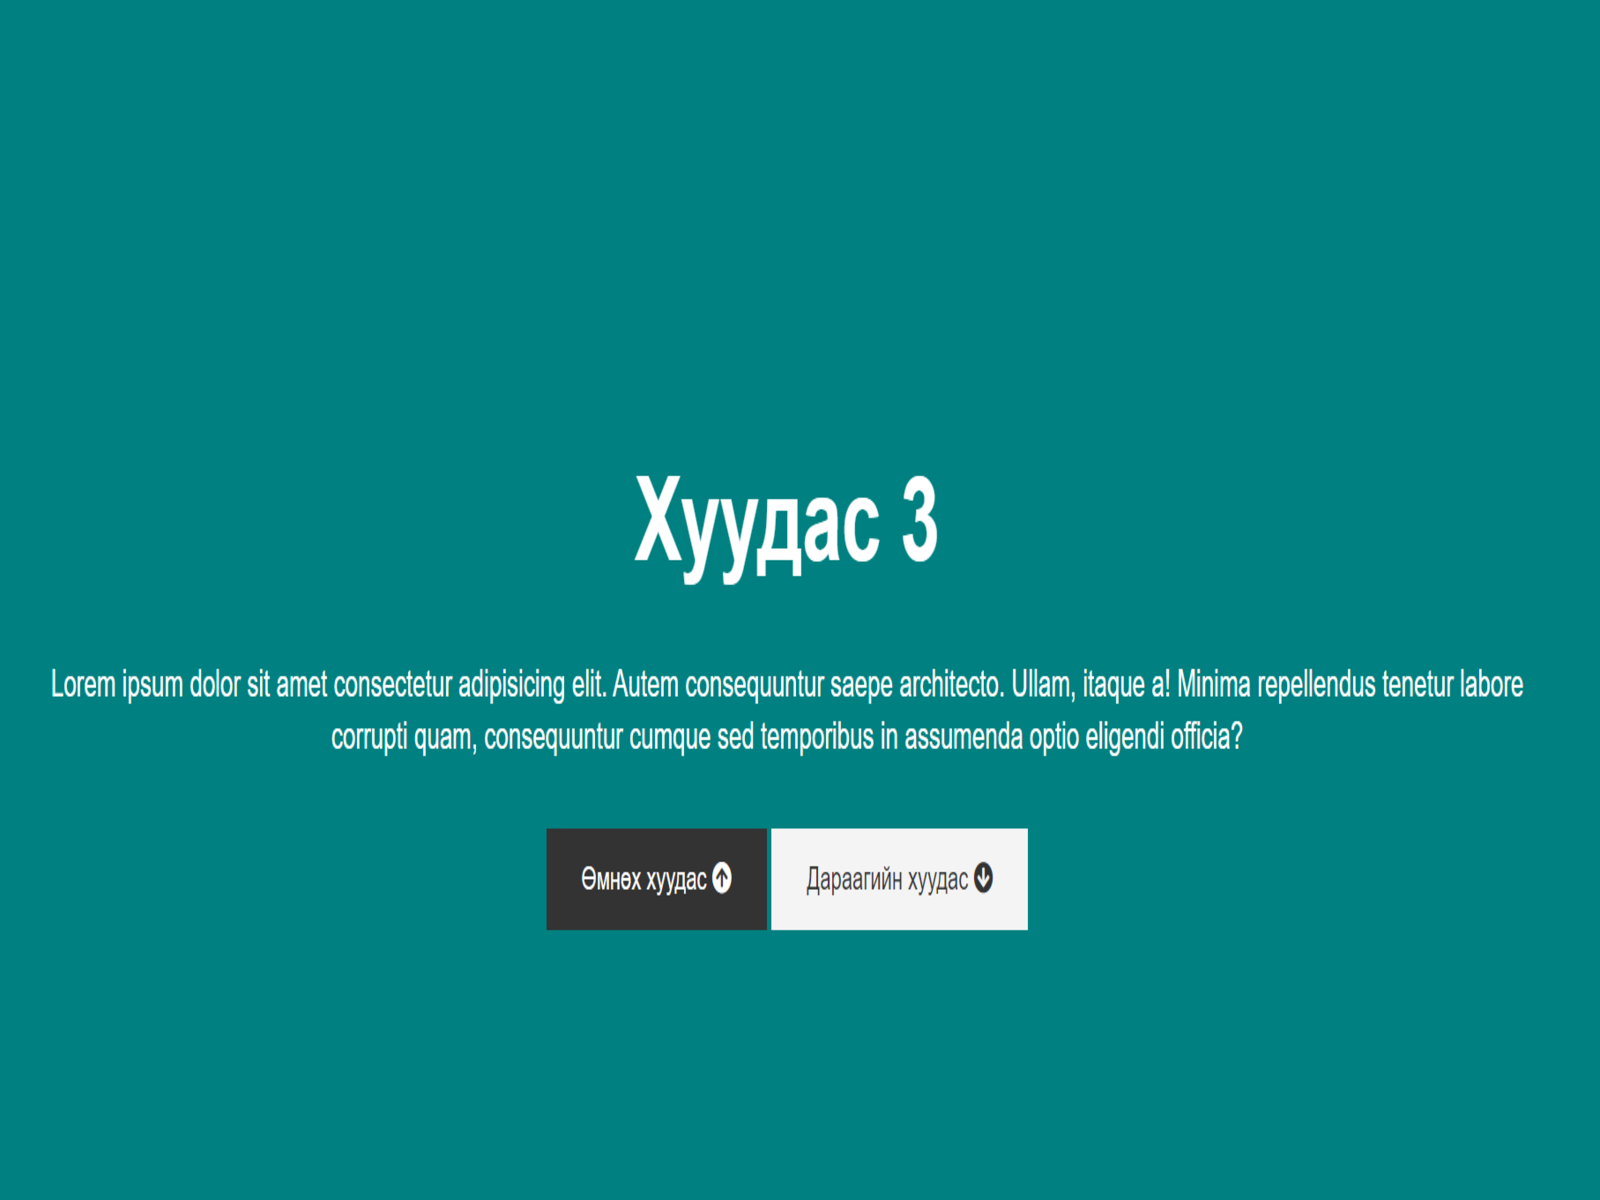 Хуудас 3
Lorem ipsum dolor sit amet consectetur adipisicing elit. Autem consequuntur saepe architecto. Ullam, itaque a! Minima repellendus tenetur labore
corrupti quam, consequuntur cumque sed temporibus in assumenda optio eligendi officia?
Өмнөх хуудас
Дараагийн хуудас